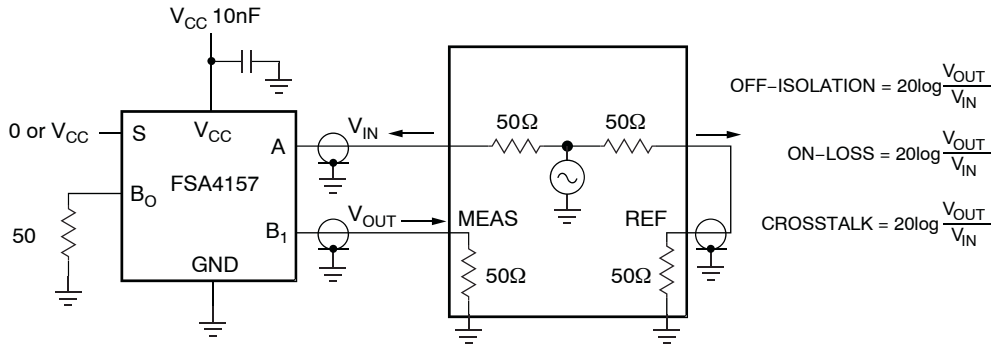 V_CC 10nF
0 or V_CC
S
V_CC
A
V_IN
FSA4157
B_O
50
B_1
V_OUT
GND
50Ω
50Ω
MEAS
REF
50Ω
50Ω
OFF−ISOLATION = 20log V_OUT/V_IN
ON−LOSS = 20log V_OUT/V_IN
CROSSTALK = 20log V_OUT/V_IN